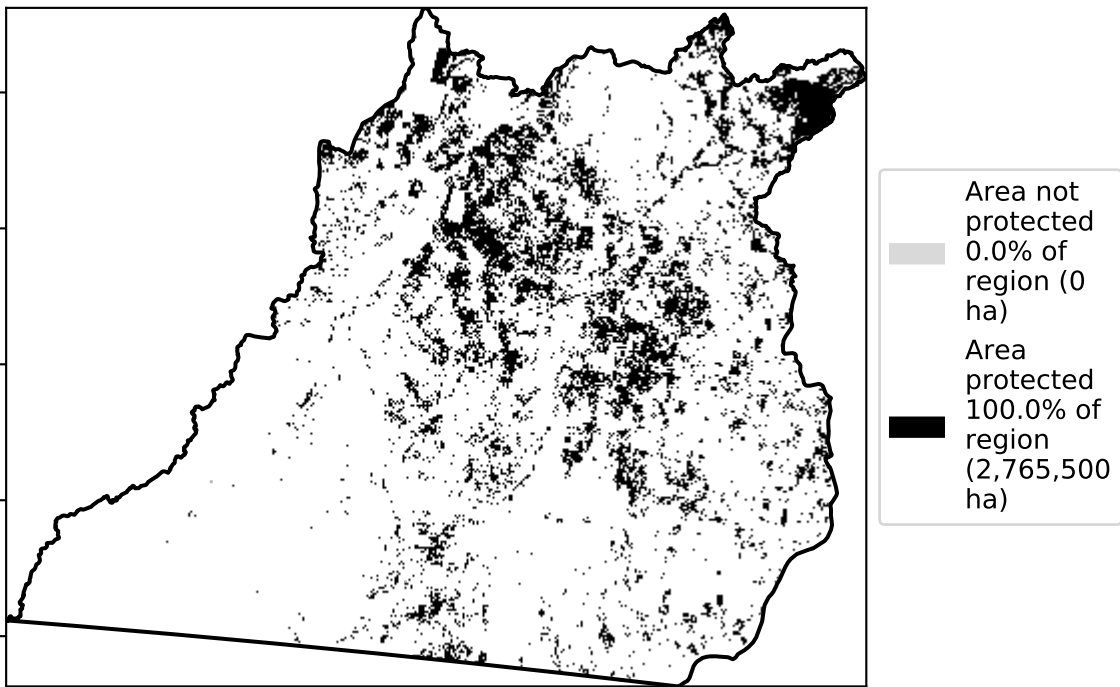 Area not
protected
0.0% of
region (0
ha)
Area
protected
100.0% of
region
(2,765,500
ha)